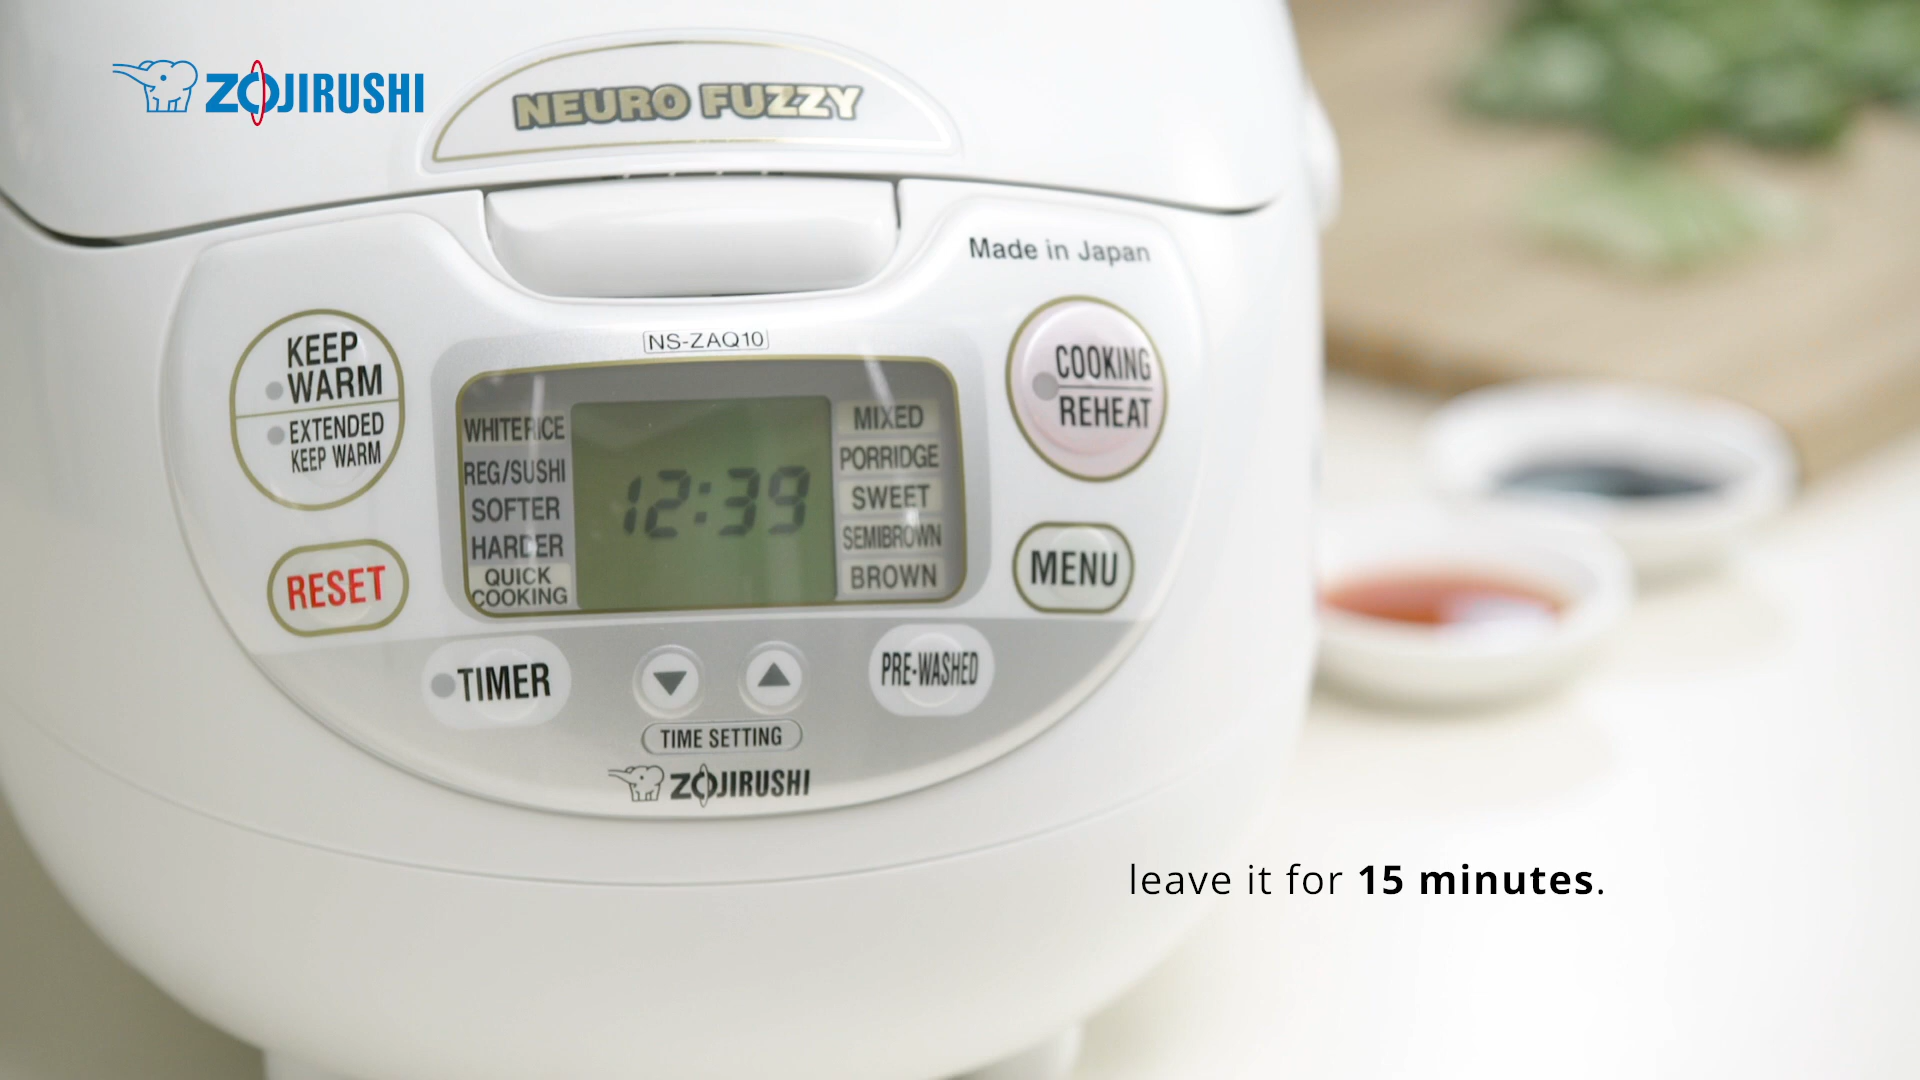 ZOJIRUSHI
NEURO FUZZY
Made in Japan
NS-ZAQ10
KEEP
WARM
EXTENDED
KEEP WARM
RESET
WHITE RICE
REG/SUSHI
SOFTER
HARDER
QUICK
COOKING
12:39
MIXED
PORRIDGE
SWEET
SEMIBROWN
BROWN
COOKING
REHEAT
MENU
TIMER
▼
▲
PRE-WASHED
TIME SETTING
ZOJIRUSHI
leave it for 15 minutes.